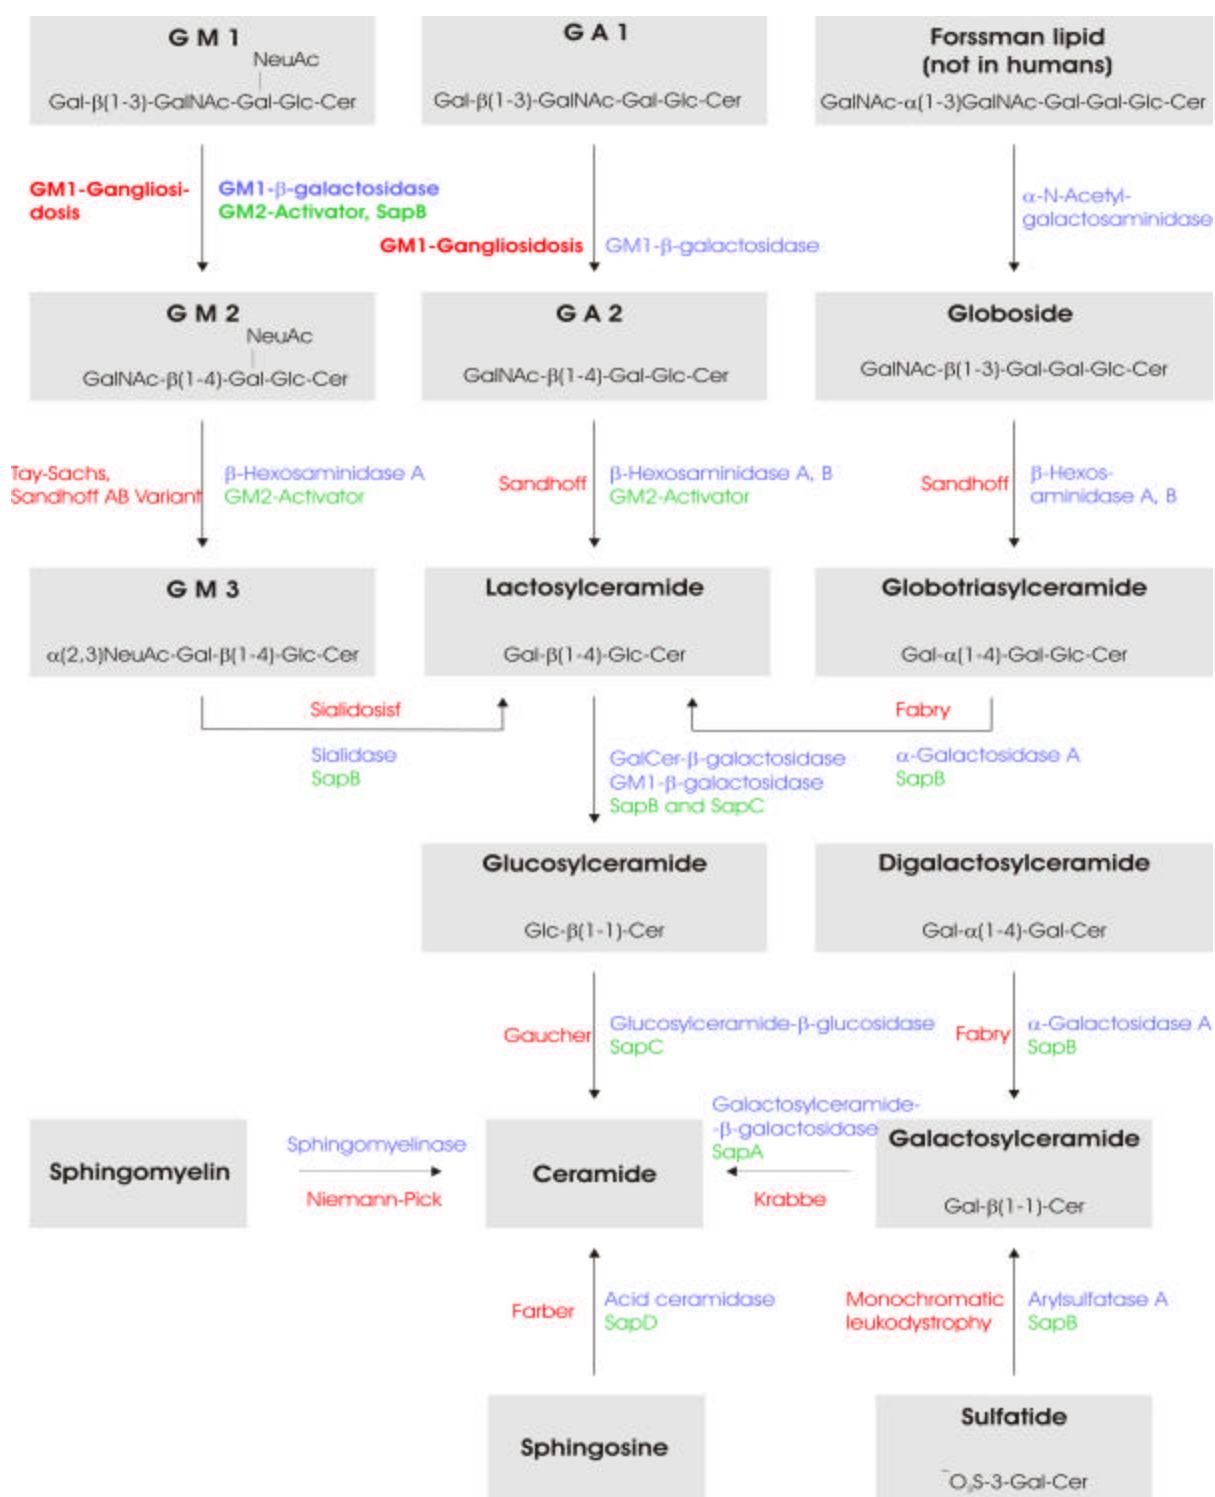 G M 1
NeuAc
Gal-β(1-3)-GalNAc-Gal-Glc-Cer
G A 1
Gal-β(1-3)-GalNAc-Gal-Glc-Cer
Forssman lipid
(not in humans)
GalNAc-α(1-3)GalNAc-Gal-Gal-Glc-Cer
GM1-Gangliosi-
dosis
GM1-β-galactosidase
GM2-Activator, SapB
GM1-Gangliosidosis
GM1-β-galactosidase
α-N-Acetyl-
galactosaminidase
G M 2
NeuAc
GalNAc-β(1-4)-Gal-Glc-Cer
G A 2
GalNAc-β(1-4)-Gal-Glc-Cer
Globoside
GalNAc-β(1-3)-Gal-Gal-Glc-Cer
Tay-Sachs,
Sandhoff AB Variant
β-Hexosaminidase A
GM2-Activator
Sandhoff
β-Hexosaminidase A, B
GM2-Activator
Sandhoff
β-Hexos-
aminidase A, B
G M 3
α(2,3)NeuAc-Gal-β(1-4)-Glc-Cer
Lactosylceramide
Gal-β(1-4)-Glc-Cer
Globotriasylceramide
Gal-α(1-4)-Gal-Glc-Cer
Sialidosisf
Sialidase
SapB
GalCer-β-galactosidase
GM1-β-galactosidase
SapB and SapC
Fabry
α-Galactosidase A
SapB
Glucosylceramide
Glc-β(1-1)-Cer
Digalactosylceramide
Gal-α(1-4)-Gal-Cer
Gaucher
Glucosylceramide-β-glucosidase
SapC
Fabry
α-Galactosidase A
SapB
Sphingomyelin
Sphingomyelinase
Niemann-Pick
Ceramide
Galactosylceramide-
-β-galactosidase
SapA
Krabbe
Galactosylceramide
Gal-β(1-1)-Cer
Farber
Acid ceramidase
SapD
Monochromatic
leukodystrophy
Arylsulfatase A
SapB
Sphingosine
Sulfatide
⁻O₃S-3-Gal-Cer